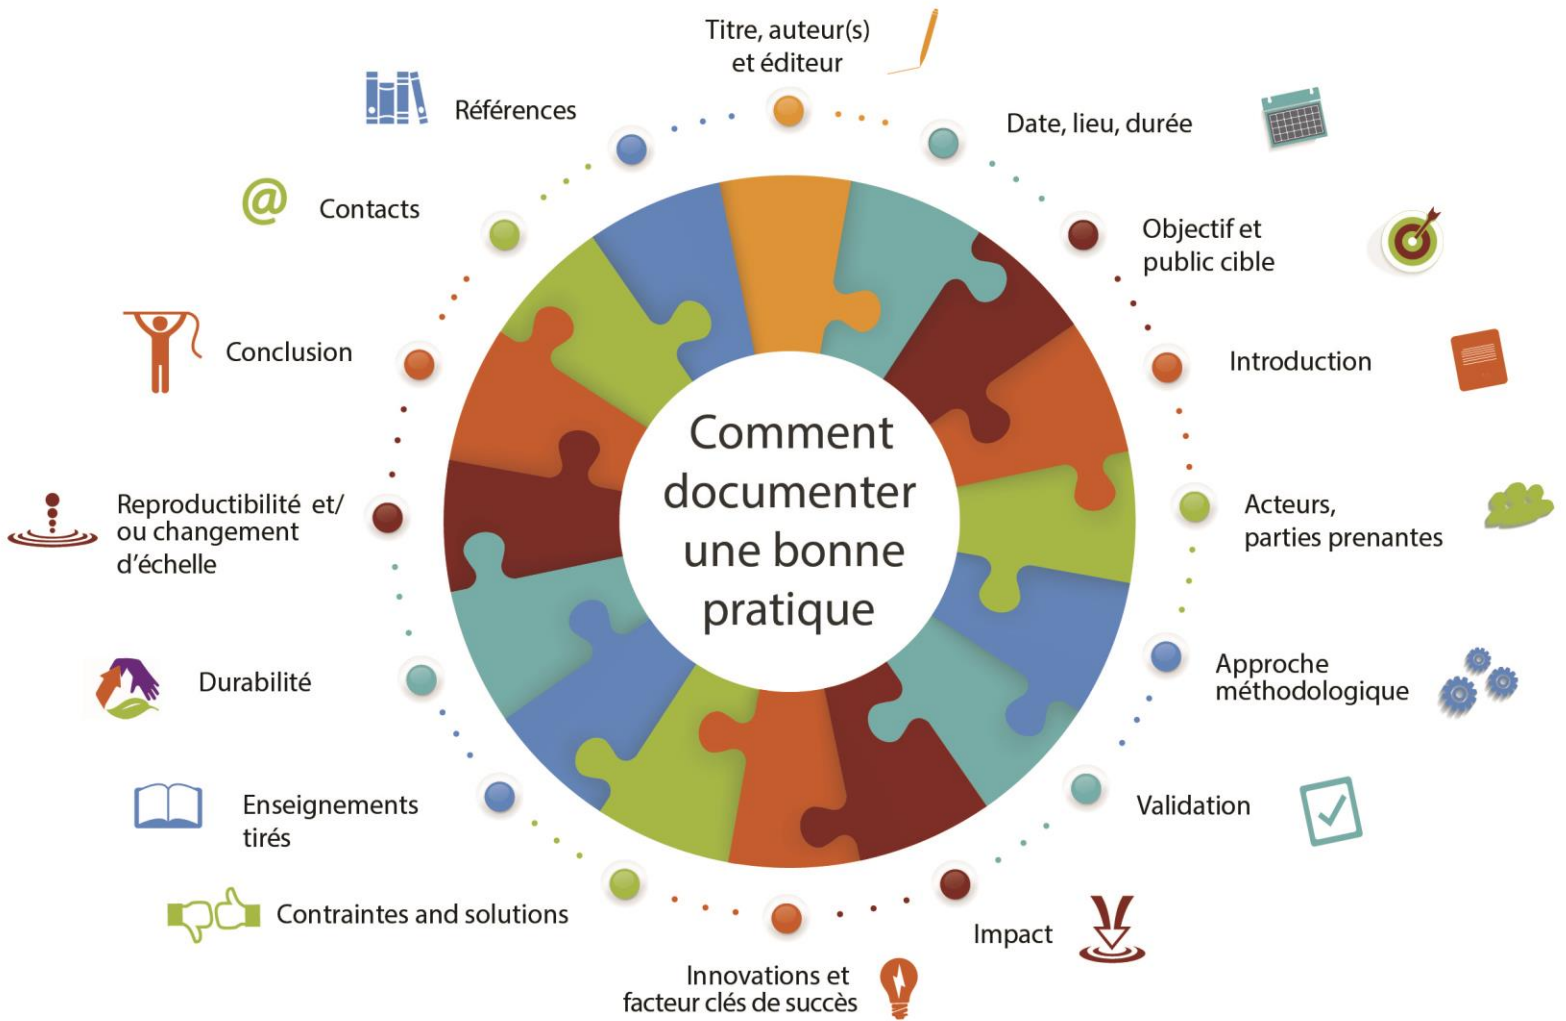 Titre, auteur(s)
et éditeur
Date, lieu, durée
Objectif et
public cible
Introduction
Acteurs,
parties prenantes
Approche
méthodologique
Validation
Impact
Innovations et
facteur clés de succès
Contraintes and solutions
Enseignements
tirés
Durabilité
Reproductibilité et/
ou changement
d’échelle
Conclusion
@
Contacts
Références
Comment
documenter
une bonne
pratique